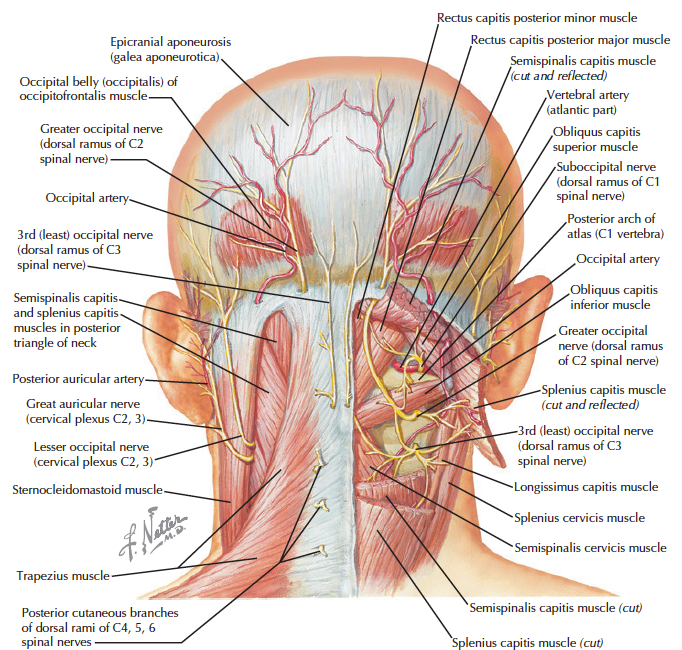 Epicranial aponeurosis
(galea aponeurotica)
Occipital belly (occipitalis) of
occipitofrontalis muscle
Greater occipital nerve
(dorsal ramus of C2
spinal nerve)
Occipital artery
3rd (least) occipital nerve
(dorsal ramus of C3
spinal nerve)
Semispinalis capitis
and splenius capitis
muscles in posterior
triangle of neck
Posterior auricular artery
Great auricular nerve
(cervical plexus C2, 3)
Lesser occipital nerve
(cervical plexus C2, 3)
Sternocleidomastoid muscle
F. Netter
M.D.
Trapezius muscle
Posterior cutaneous branches
of dorsal rami of C4, 5, 6
spinal nerves
Rectus capitis posterior minor muscle
Rectus capitis posterior major muscle
Semispinalis capitis muscle
(cut and reflected)
Vertebral artery
(atlantic part)
Obliquus capitis
superior muscle
Suboccipital nerve
(dorsal ramus of C1
spinal nerve)
Posterior arch of
atlas (C1 vertebra)
Occipital artery
Obliquus capitis
inferior muscle
Greater occipital
nerve (dorsal ramus
of C2 spinal nerve)
Splenius capitis muscle
(cut and reflected)
3rd (least) occipital nerve
(dorsal ramus of C3
spinal nerve)
Longissimus capitis muscle
Splenius cervicis muscle
Semispinalis cervicis muscle
Semispinalis capitis muscle (cut)
Splenius capitis muscle (cut)